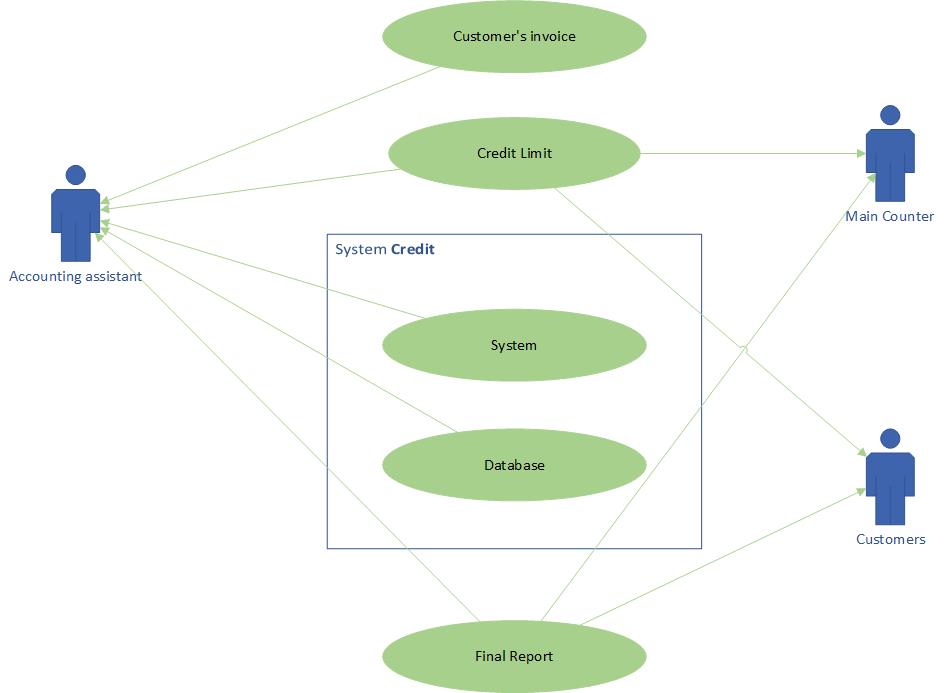 Customer's invoice
Credit Limit
Main Counter
Accounting assistant
System Credit
System
Database
Customers
Final Report